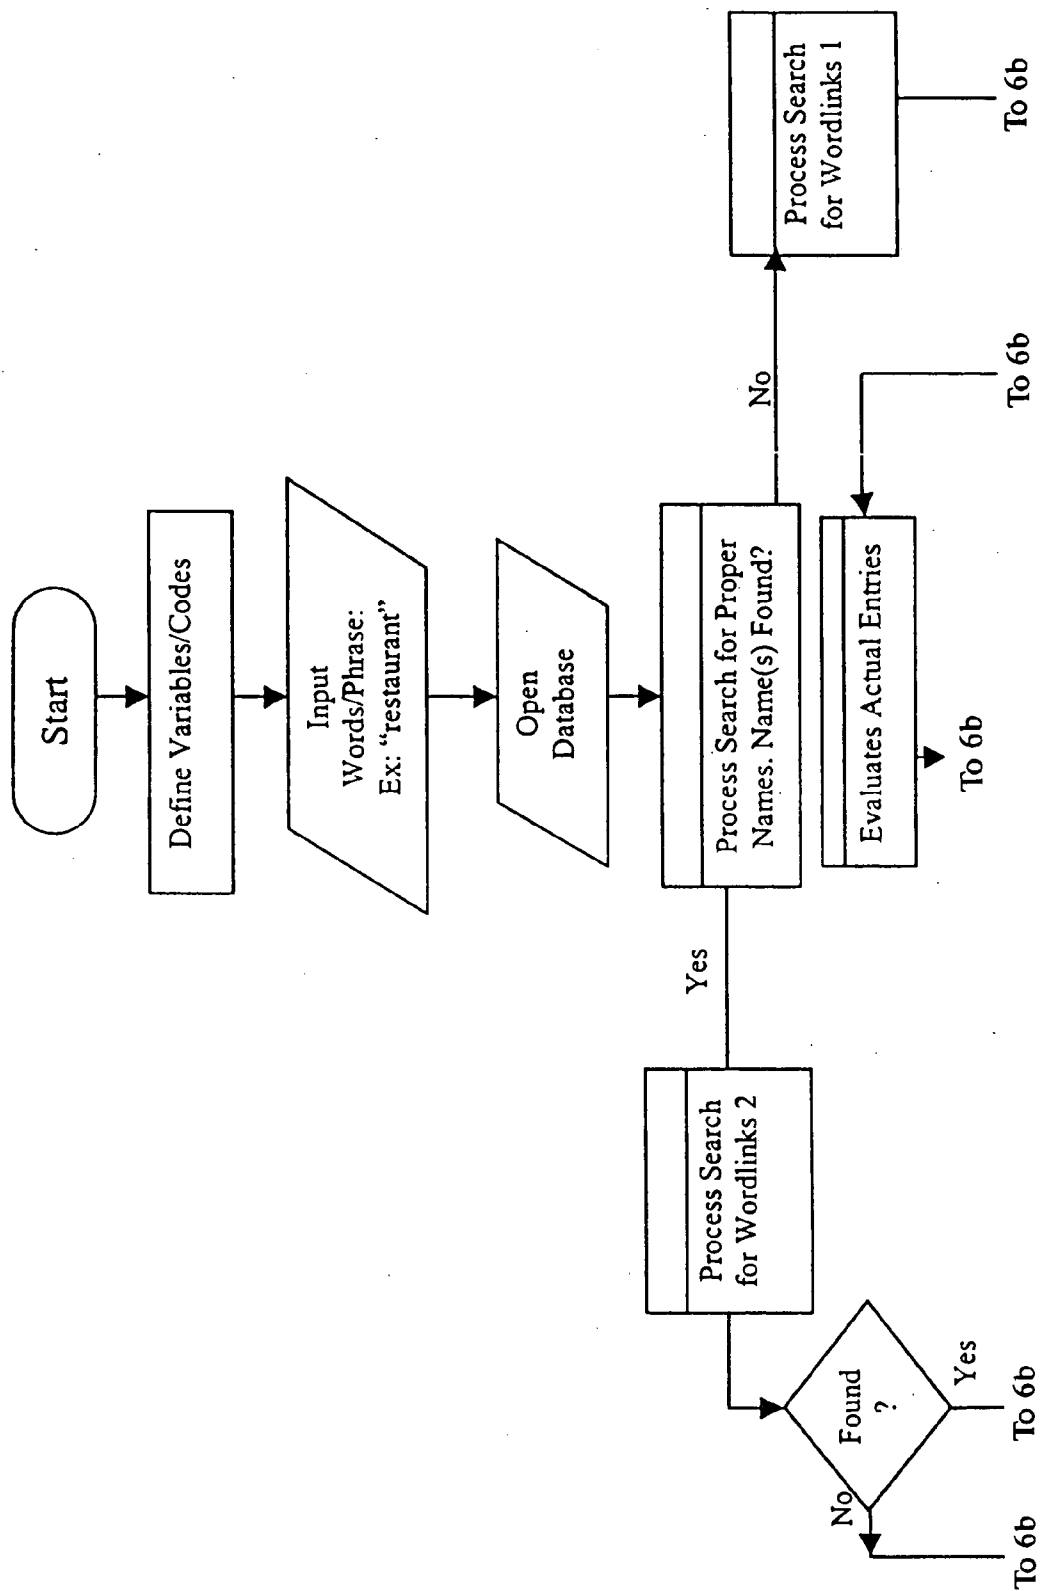 Start
Define Variables/Codes
Input
Words/Phrase:
Ex: “restaurant”
Open
Database
Process Search for Proper
Names. Name(s) Found?
Yes
No
Process Search
for Wordlinks 2
Process Search
for Wordlinks 1
Evaluates Actual Entries
Found
?
No
Yes
To 6b
To 6b
To 6b
To 6b
To 6b